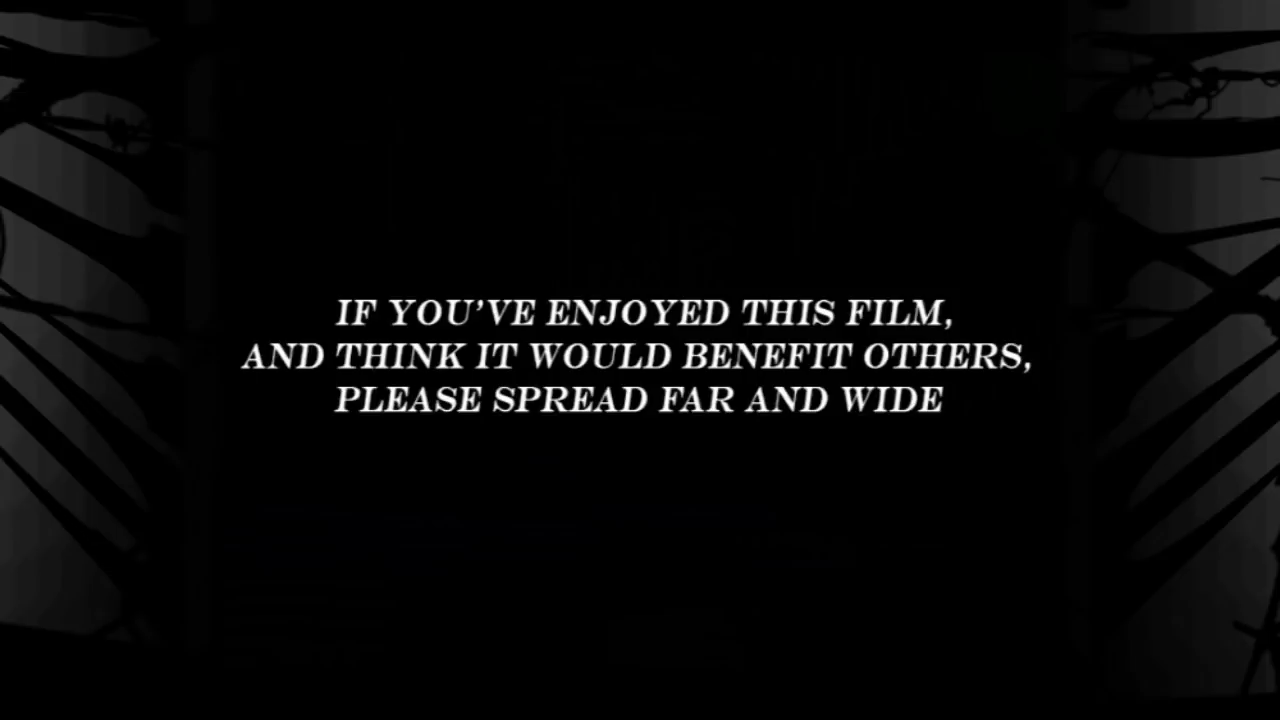 IF YOU'VE ENJOYED THIS FILM,
AND THINK IT WOULD BENEFIT OTHERS,
PLEASE SPREAD FAR AND WIDE